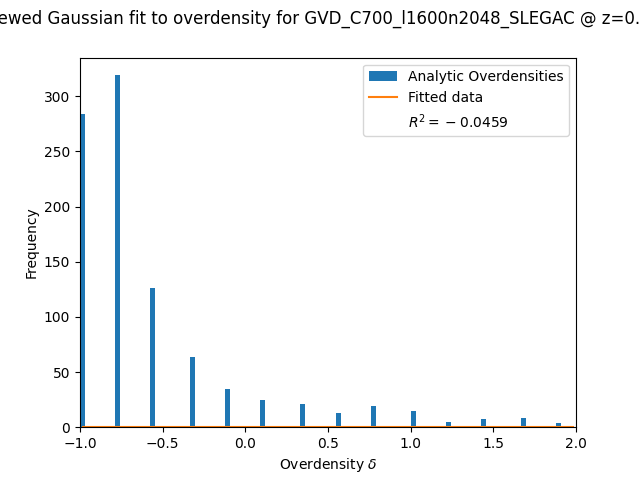 ewed Gaussian fit to overdensity for GVD_C700_l1600n2048_SLEGAC @ z=0.
Analytic Overdensities
Fitted data
R² = − 0.0459
Frequency
300
250
200
150
100
50
0
−1.0 −0.5 0.0 0.5 1.0 1.5 2.0
Overdensity δ